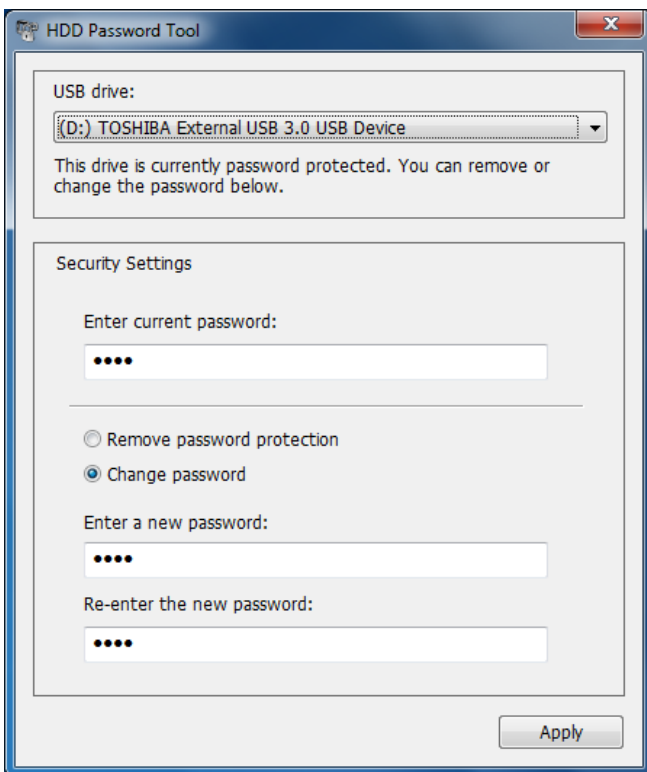 HDD Password Tool
USB drive:
(D:) TOSHIBA External USB 3.0 USB Device
This drive is currently password protected. You can remove or
change the password below.
Security Settings
Enter current password:
••••
Remove password protection
Change password
Enter a new password:
••••
Re-enter the new password:
••••
Apply